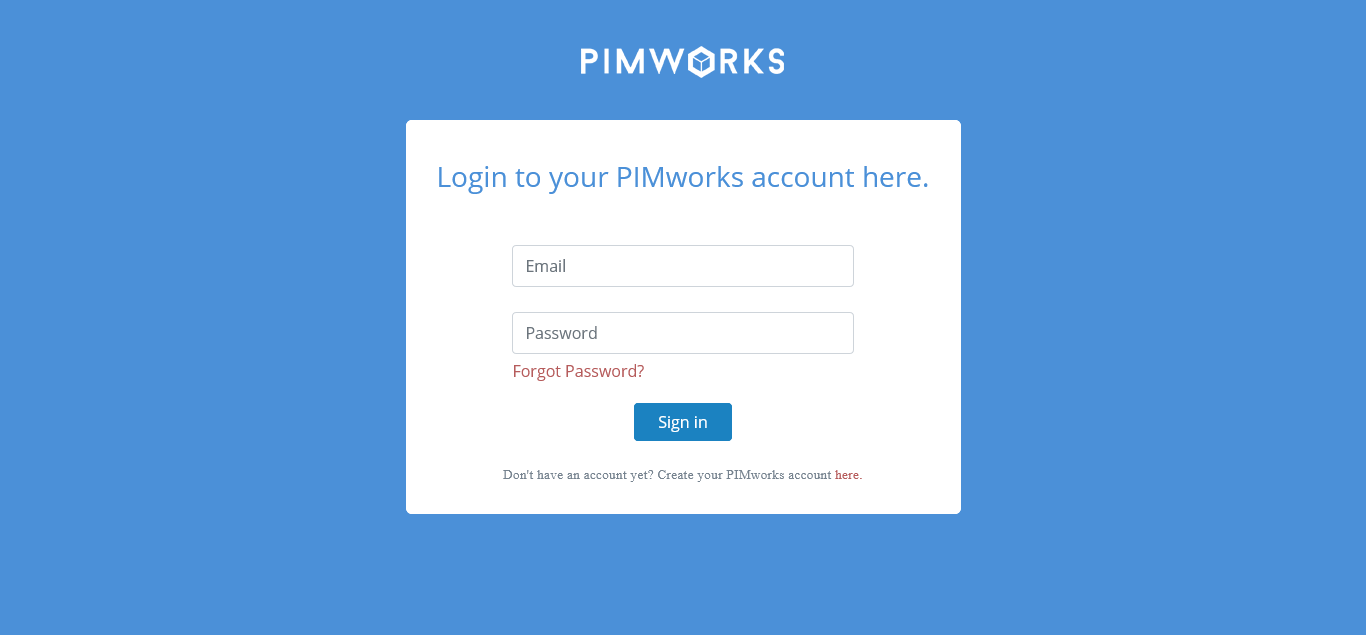 PIMWORKS
Login to your PIMworks account here.
Email
Password
Forgot Password?
Sign in
Don't have an account yet? Create your PIMworks account here.